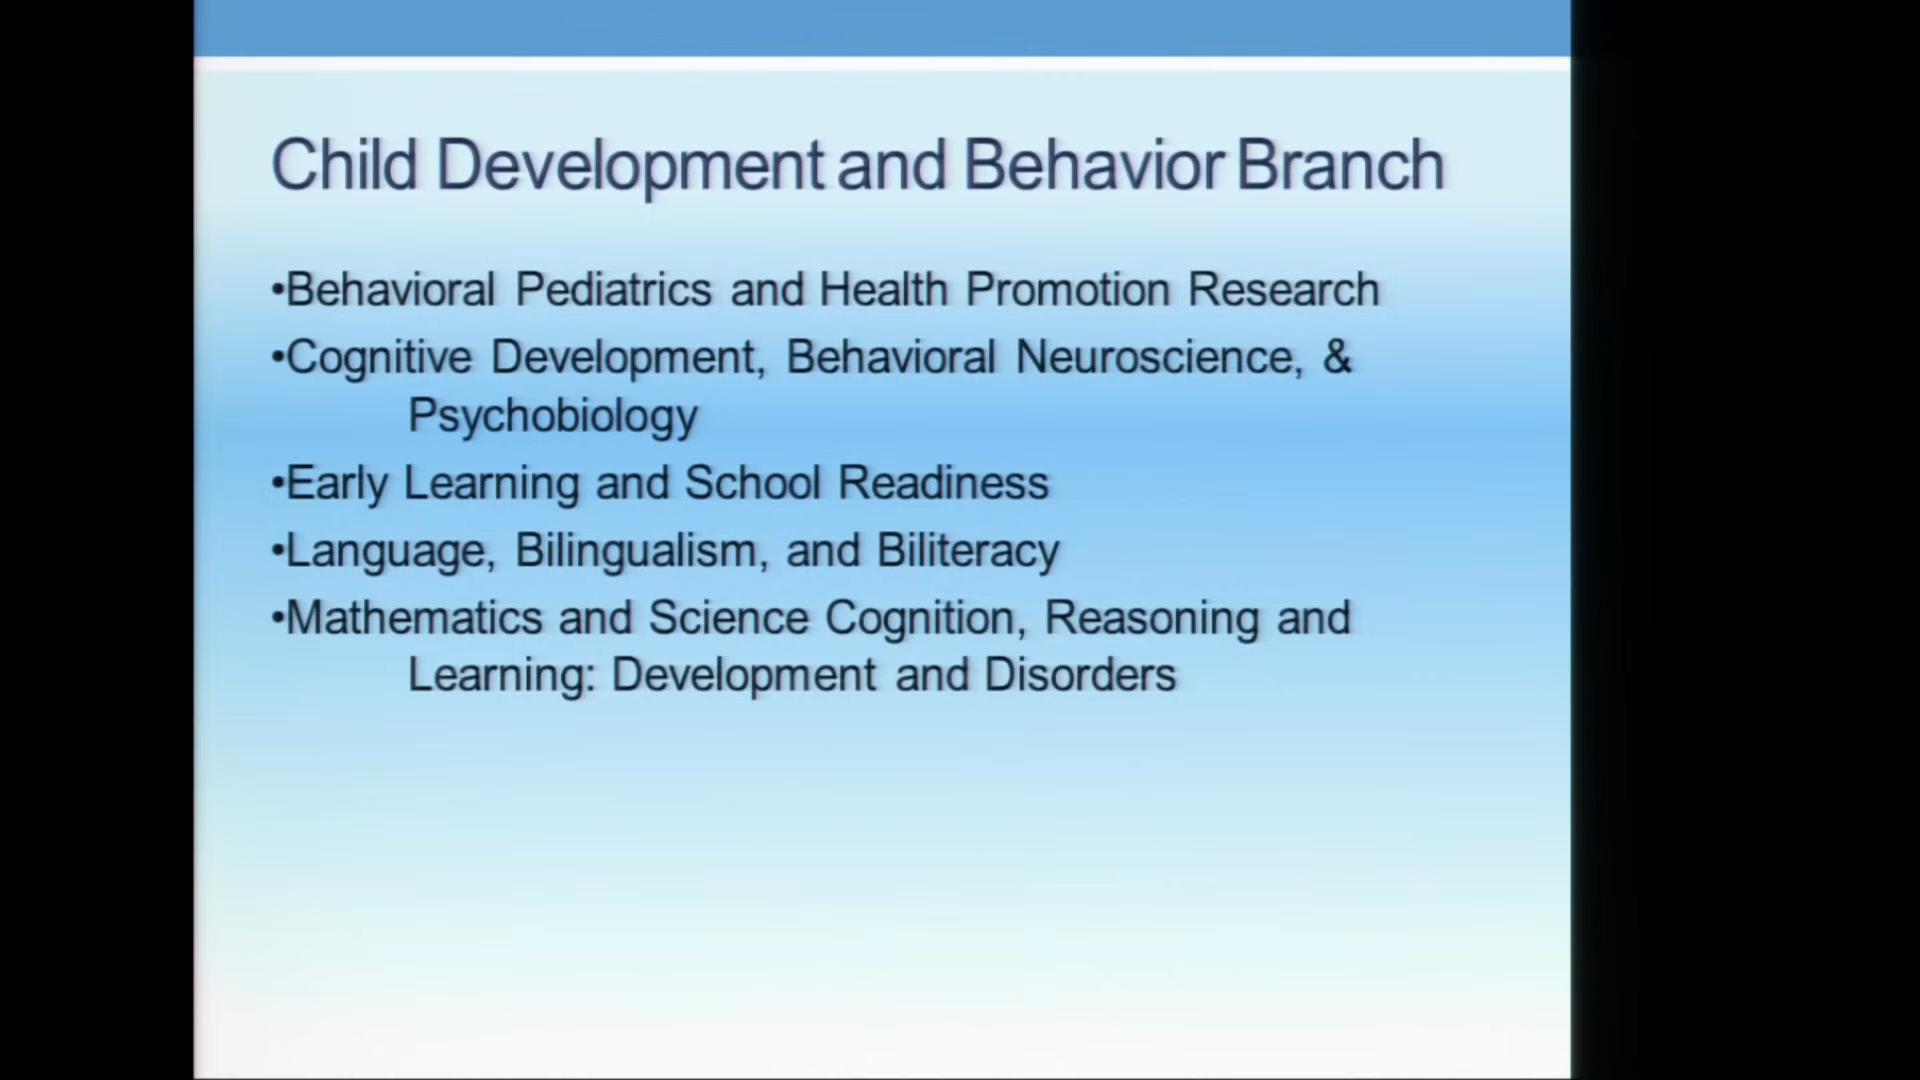 Child Development and Behavior Branch
•Behavioral Pediatrics and Health Promotion Research
•Cognitive Development, Behavioral Neuroscience, &
Psychobiology
•Early Learning and School Readiness
•Language, Bilingualism, and Biliteracy
•Mathematics and Science Cognition, Reasoning and
Learning: Development and Disorders